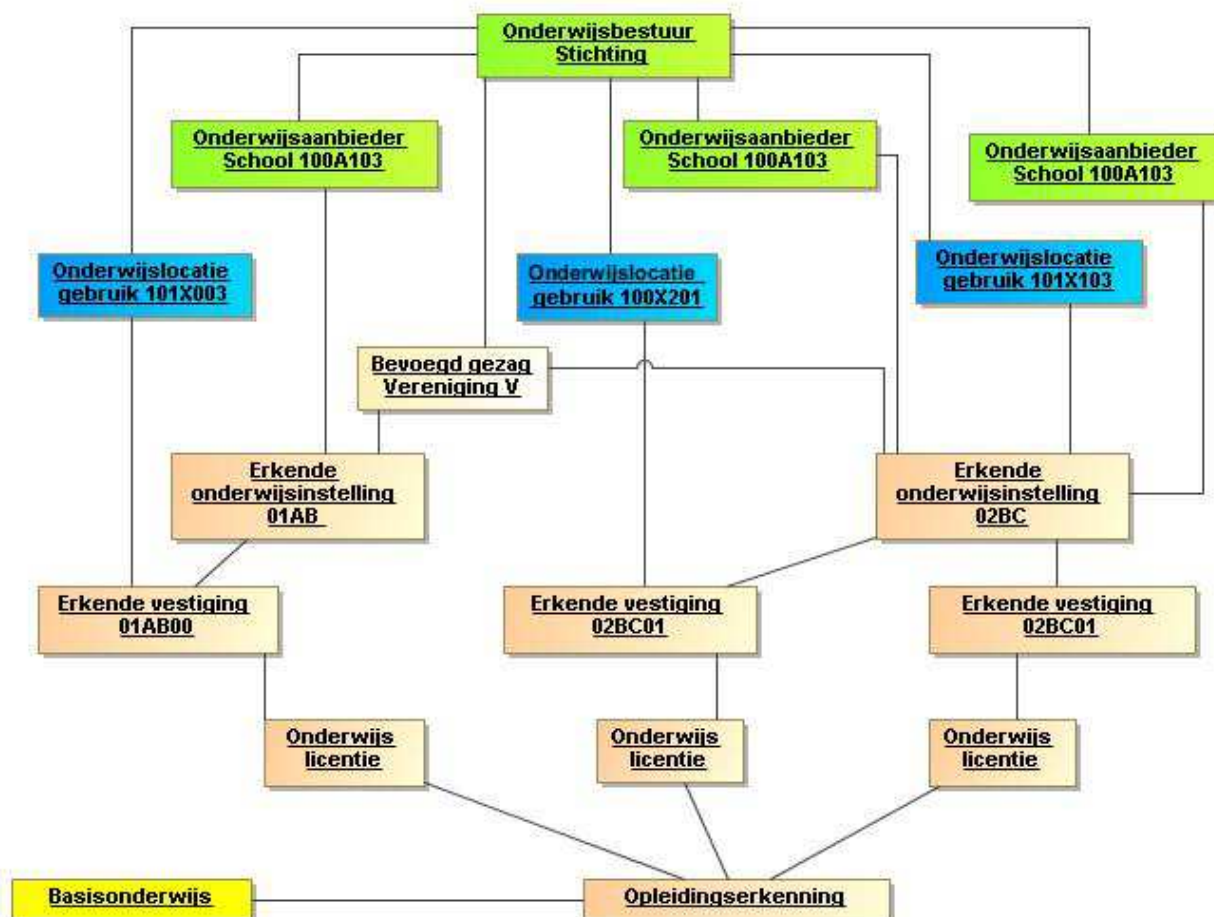 Onderwijsbestuur
Stichting
Onderwijsaanbieder
School 100A103
Onderwijsaanbieder
School 100A103
Onderwijsaanbieder
School 100A103
Onderwijslocatie
gebruik 101X003
Onderwijslocatie
gebruik 100X201
Onderwijslocatie
gebruik 101X103
Bevoegd gezag
Vereniging V
Erkende
onderwijsinstelling
01AB
Erkende
onderwijsinstelling
02BC
Erkende vestiging
01AB00
Erkende vestiging
02BC01
Erkende vestiging
02BC01
Onderwijs
licentie
Onderwijs
licentie
Onderwijs
licentie
Basisonderwijs
Opleidingserkenning